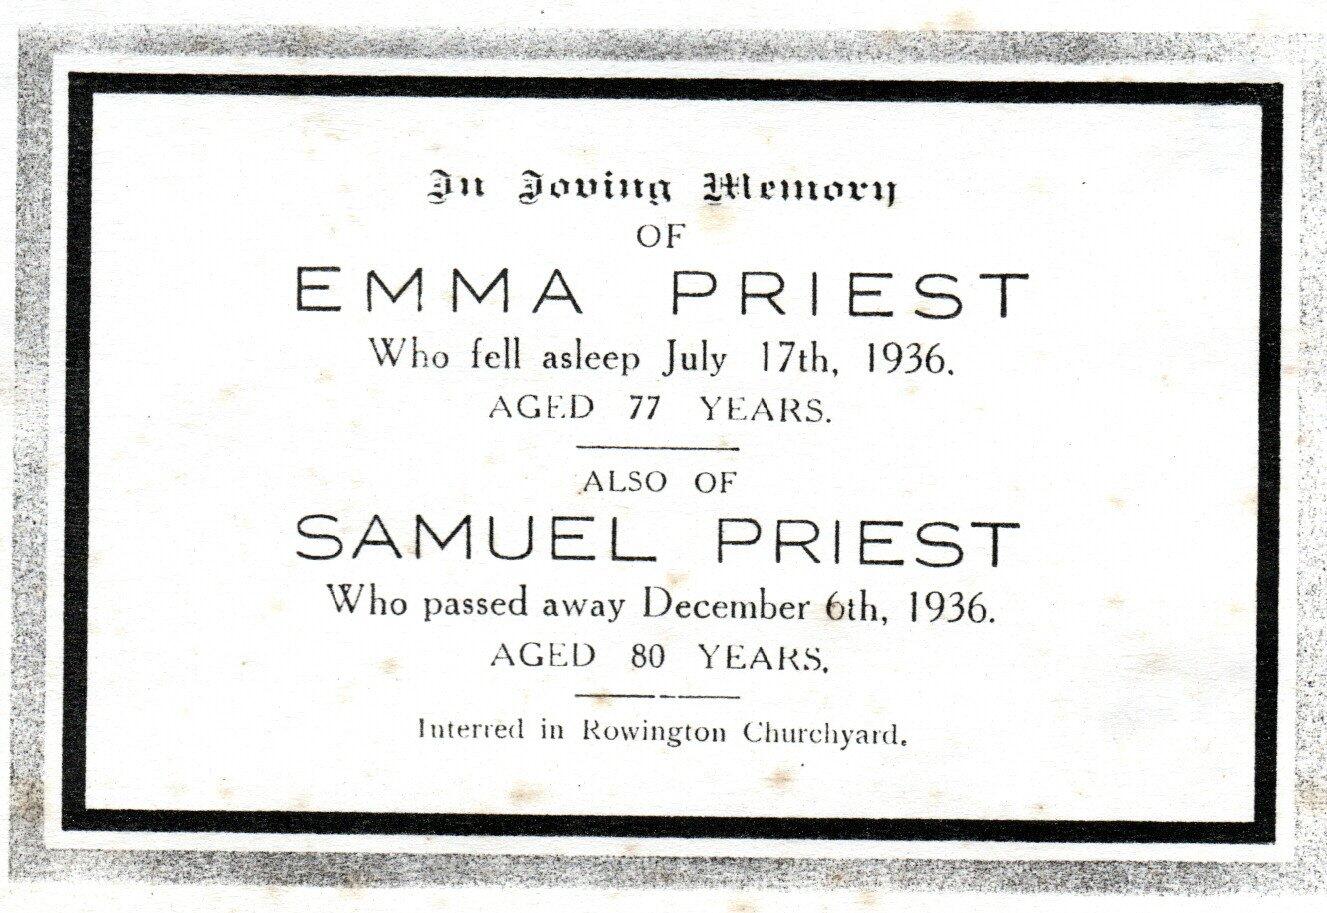 In Loving Memory
OF
EMMA PRIEST
Who fell asleep July 17th, 1936.
AGED 77 YEARS.
ALSO OF
SAMUEL PRIEST
Who passed away December 6th, 1936.
AGED 80 YEARS.
Interred in Rowington Churchyard.